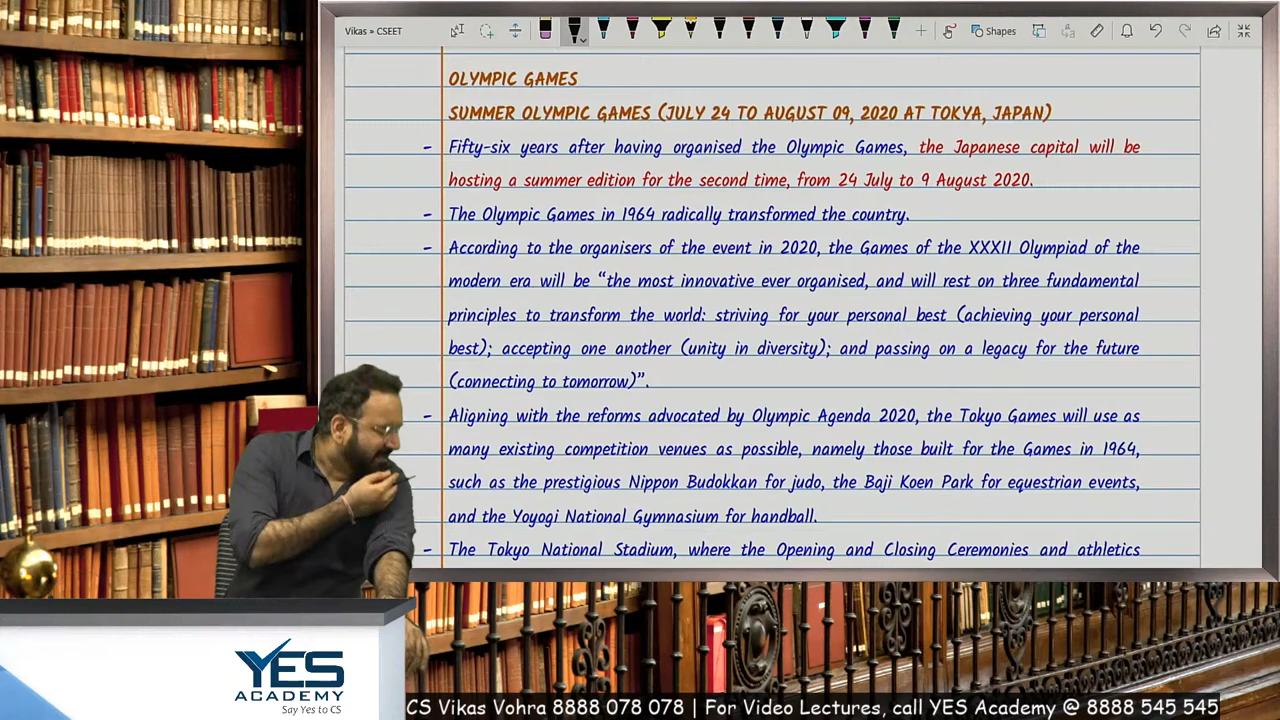 Vikas » CSEET
Shapes
OLYMPIC GAMES
SUMMER OLYMPIC GAMES (JULY 24 TO AUGUST 09, 2020 AT TOKYA, JAPAN)
- Fifty-six years after having organised the Olympic Games, the Japanese capital will be
hosting a summer edition for the second time, from 24 July to 9 August 2020.
- The Olympic Games in 1964 radically transformed the country.
- According to the organisers of the event in 2020, the Games of the XXXII Olympiad of the
modern era will be “the most innovative ever organised, and will rest on three fundamental
principles to transform the world: striving for your personal best (achieving your personal
best); accepting one another (unity in diversity); and passing on a legacy for the future
(connecting to tomorrow)”.
- Aligning with the reforms advocated by Olympic Agenda 2020, the Tokyo Games will use as
many existing competition venues as possible, namely those built for the Games in 1964,
such as the prestigious Nippon Budokkan for judo, the Baji Koen Park for equestrian events,
and the Yoyogi National Gymnasium for handball.
- The Tokyo National Stadium, where the Opening and Closing Ceremonies and athletics
YES
ACADEMY
Say Yes to CS
CS Vikas Vohra 8888 078 078 | For Video Lectures, call YES Academy @ 8888 545 545